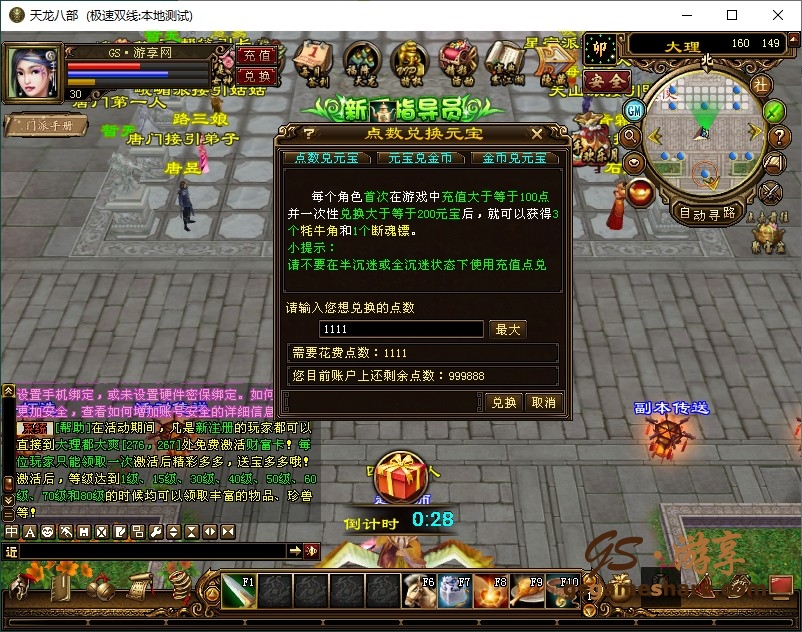 天龙八部 (极速双线:本地测试)
GS·游享网
充值
兑换
30
门派手册
唐门第一人
路三娘
唐门接引弟子
唐昱
新
指导员
卯
大理
160 149
北
安全
GM
社
自动寻路
点数兑换元宝
点数兑元宝
元宝兑金币
金币兑元宝
每个角色首次在游戏中充值大于等于100点
并一次性兑换大于等于200元宝后,就可以获得3
个牦牛角和1个断魂镖。
小提示:
请不要在半沉迷或全沉迷状态下使用充值点兑
请输入您想兑换的点数
1111
最大
需要花费点数:1111
您目前账户上还剩余点数:999888
兑换
取消
设置手机绑定,或未设置硬件密保绑定。如何
更加安全,查看如何增加账号安全的详细信息
[帮助]在活动期间,凡是新注册的玩家都可以
直接到大理都大爽[276,267]处免费激活财富卡!每
位玩家只能领取一次激活后精彩多多,送宝多多哦!
激活后,等级达到1级、15级、30级、40级、50级、60
级、70级和80级的时候均可以领取丰富的物品、珍兽
等!
副本传送
倒计时 0:28
中
近
F1
F6
F7
F8
F9
F10
GS·游享